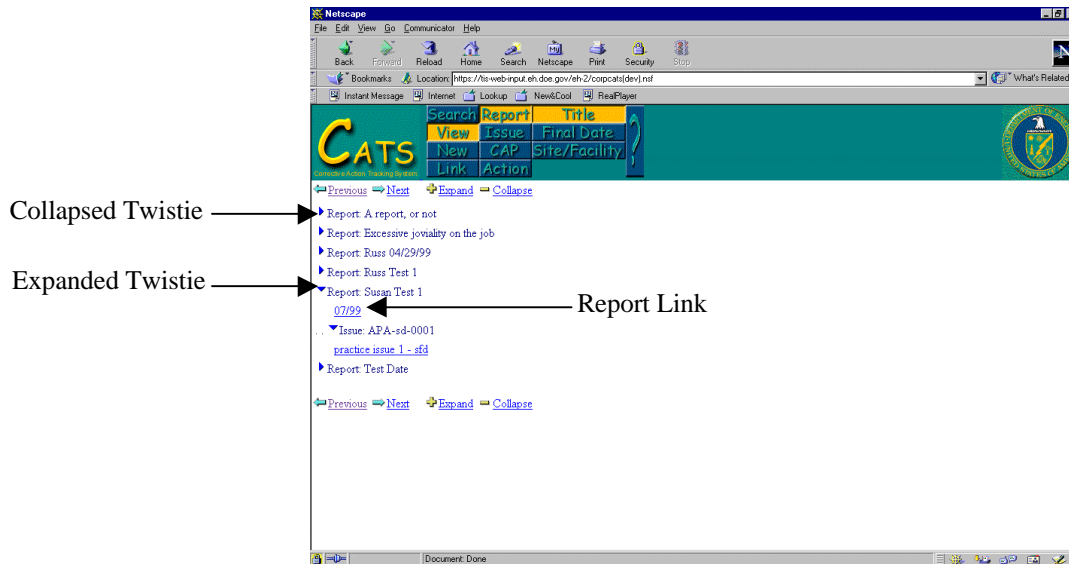 Netscape
File Edit View Go Communicator Help
Back Forward Reload Home Search Netscape Print Security Stop
Bookmarks Location: https://tis-web-input.eh.doe.gov/eh-2/corpcats(dev).nsf What's Related
Instant Message Internet Lookup New&Cool RealPlayer
CATS
Corrective Action Tracking System
Search Report Title
View Issue Final Date
New CAP Site/Facility
Link Action
?
Previous Next Expand Collapse
Collapsed Twistie
Report: A report, or not
Report: Excessive joviality on the job
Report: Russ 04/29/99
Report: Russ Test 1
Expanded Twistie
Report: Susan Test 1
07/99
Report Link
. . Issue: APA-sd-0001
practice issue 1 - sfd
Report: Test Date
Previous Next Expand Collapse
Document: Done